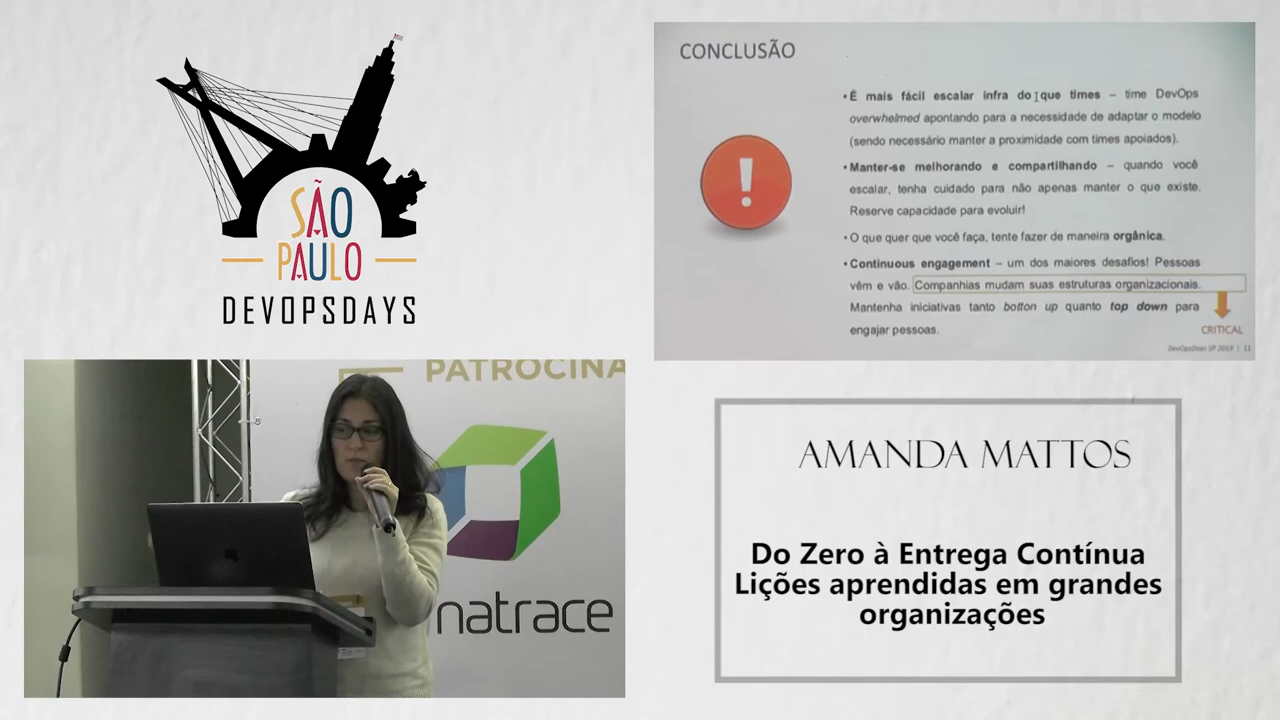 SÃO
PAULO
DEVOPSDAYS
CONCLUSÃO
•É mais fácil escalar infra do que times – time DevOps
overwhelmed apontando para a necessidade de adaptar o modelo
(sendo necessário manter a proximidade com times apoiados).
•Manter-se melhorando e compartilhando – quando você
escalar, tenha cuidado para não apenas manter o que existe.
Reserve capacidade para evoluir!
•O que quer que você faça, tente fazer de maneira orgânica.
•Continuous engagement – um dos maiores desafios! Pessoas
vêm e vão. Companhias mudam suas estruturas organizacionais.
Mantenha iniciativas tanto botton up quanto top down para
engajar pessoas.
CRITICAL
DevOpsDays SP 2019 | 11
PATROCINA
natrace
AMANDA MATTOS
Do Zero à Entrega Contínua
Lições aprendidas em grandes
organizações